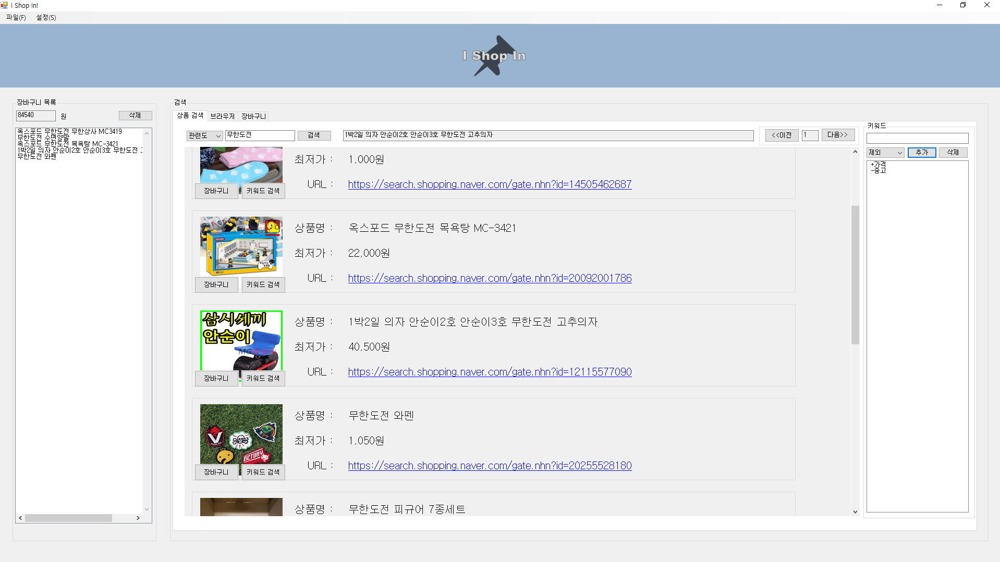 I Shop In!
파일(F) 설정(S)
I Shop In
장바구니 목록
84540 원 삭제
옥스포드 무한도전 무한상사 MC3419
무한도전 수면양말
옥스포드 무한도전 목욕탕 MC-3421
1박2일 의자 안순이2호 안순이3호 무한도전
무한도전 와펜
검색
상품 검색 브라우저 장바구니
관련도 무한도전 검색 1박2일 의자 안순이2호 안순이3호 무한도전 고추의자 <<이전 1 다음>>
최저가 : 1,000원
URL : https://search.shopping.naver.com/gate.nhn?id=14505462687
장바구니 키워드 검색
상품명 : 옥스포드 무한도전 목욕탕 MC-3421
최저가 : 22,000원
URL : https://search.shopping.naver.com/gate.nhn?id=20092001786
장바구니 키워드 검색
삼시세끼
안순이
상품명 : 1박2일 의자 안순이2호 안순이3호 무한도전 고추의자
최저가 : 40,500원
URL : https://search.shopping.naver.com/gate.nhn?id=12115577090
장바구니 키워드 검색
VICTORY
상품명 : 무한도전 와펜
최저가 : 1,050원
URL : https://search.shopping.naver.com/gate.nhn?id=20255528180
장바구니 키워드 검색
상품명 : 무한도전 피규어 7종세트
키워드
제외 추가 삭제
+가격
-중고